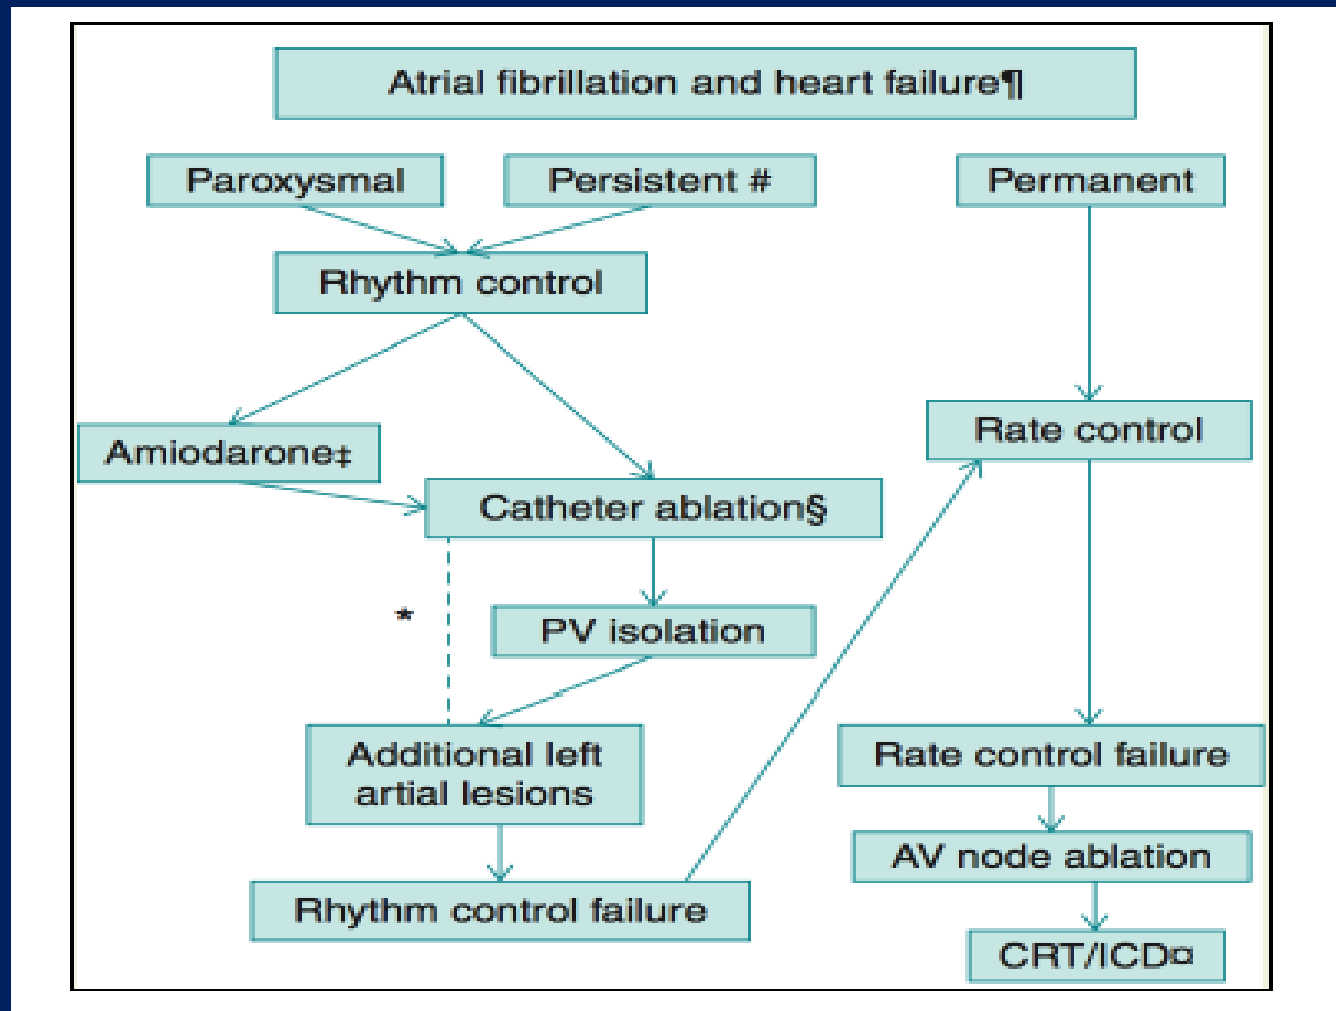 Atrial fibrillation and heart failure¶
Paroxysmal
Persistent #
Permanent
Rhythm control
Amiodarone‡
Rate control
Catheter ablation§
*
PV isolation
Additional left
artial lesions
Rate control failure
AV node ablation
Rhythm control failure
CRT/ICD¤